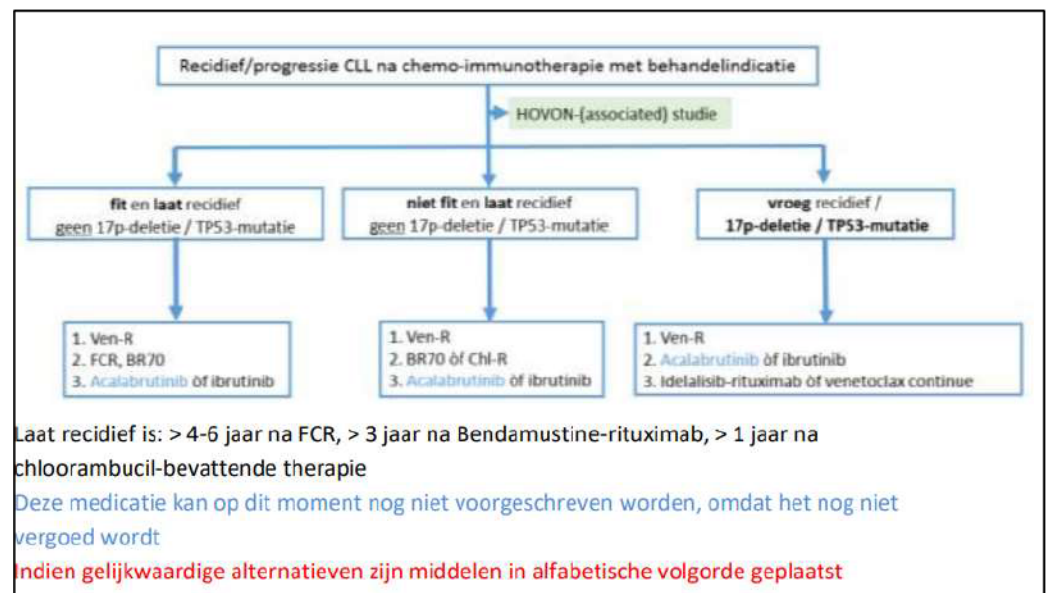 Recidief/progressie CLL na chemo-immunotherapie met behandelindicatie
HOVON-(associated) studie
fit en laat recidief
geen 17p-deletie / TP53-mutatie
niet fit en laat recidief
geen 17p-deletie / TP53-mutatie
vroeg recidief /
17p-deletie / TP53-mutatie
1. Ven-R
2. FCR, BR70
3. Acalabrutinib òf ibrutinib
1. Ven-R
2. BR70 òf Chl-R
3. Acalabrutinib òf ibrutinib
1. Ven-R
2. Acalabrutinib òf ibrutinib
3. Idelalisib-rituximab òf venetoclax continue
Laat recidief is: > 4-6 jaar na FCR, > 3 jaar na Bendamustine-rituximab, > 1 jaar na
chloorambucil-bevattende therapie
Deze medicatie kan op dit moment nog niet voorgeschreven worden, omdat het nog niet
vergoed wordt
Indien gelijkwaardige alternatieven zijn middelen in alfabetische volgorde geplaatst